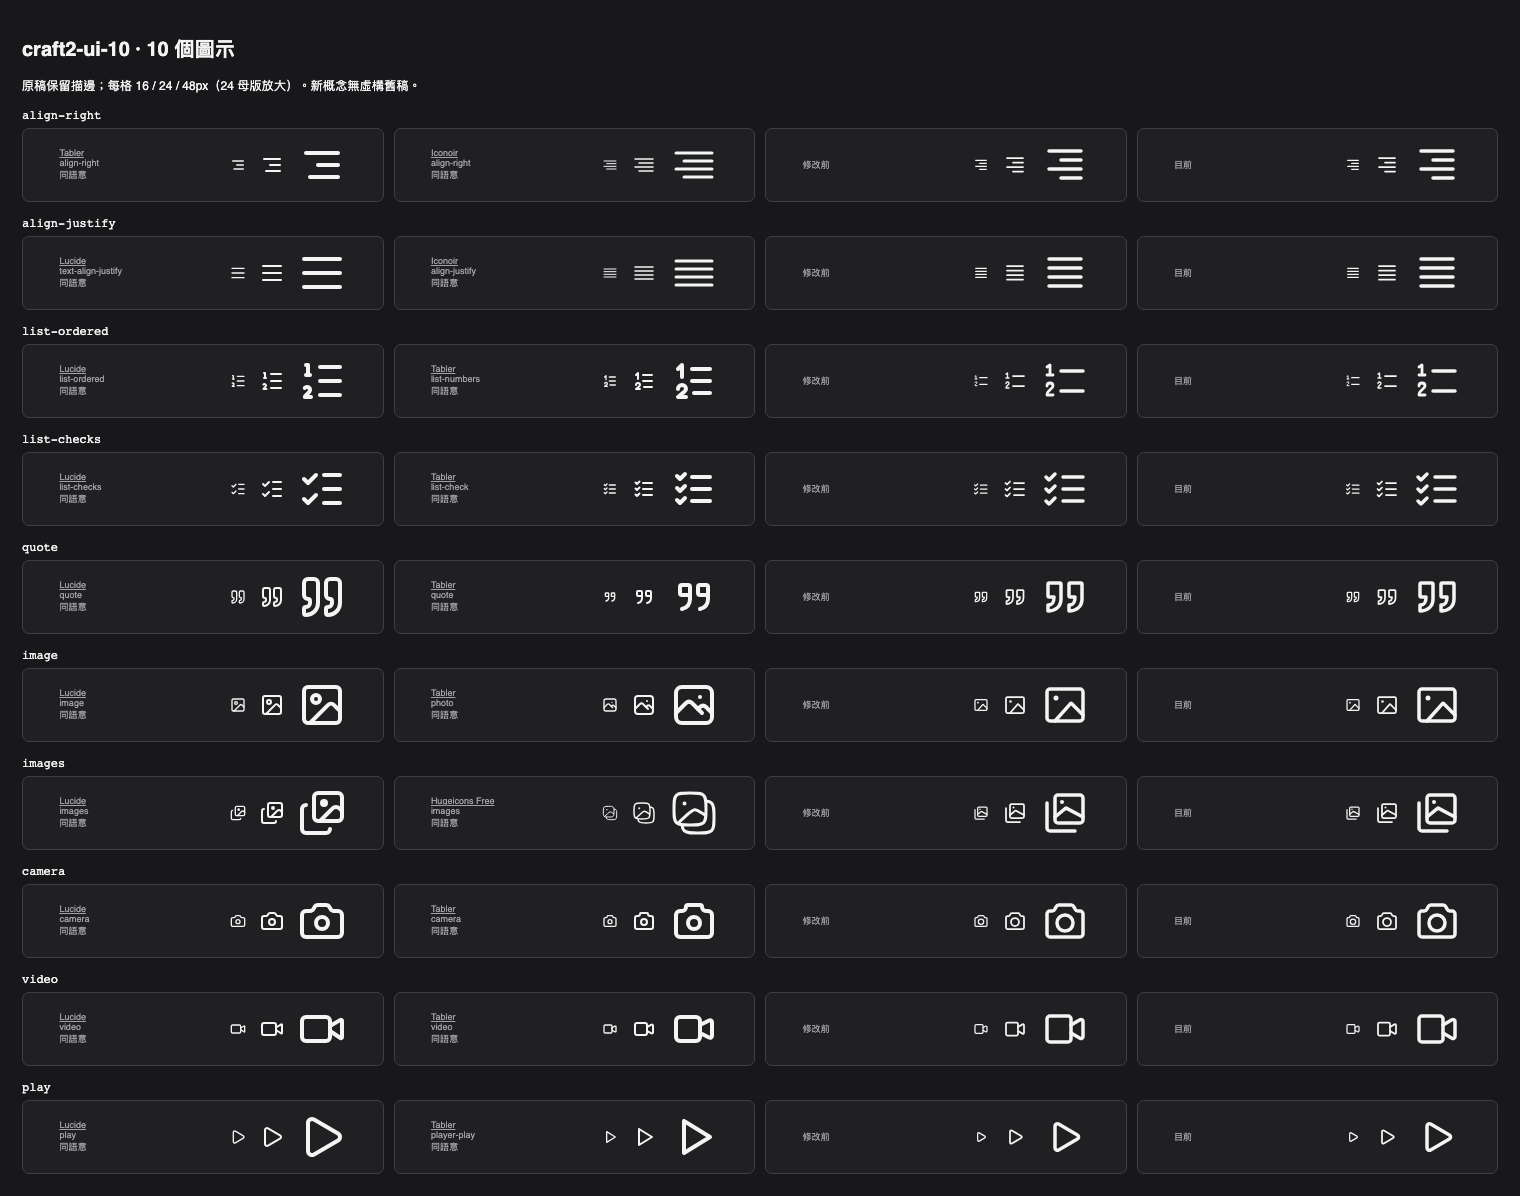 craft2-ui-10 · 10 個圖示
原稿保留描邊；每格 16 / 24 / 48px（24 母版放大）。新概念無虛構舊稿。
align-right
Tabler
align-right
同語意
Iconoir
align-right
同語意
修改前
目前
align-justify
Lucide
text-align-justify
同語意
Iconoir
align-justify
同語意
修改前
目前
list-ordered
Lucide
list-ordered
同語意
Tabler
list-numbers
同語意
修改前
目前
list-checks
Lucide
list-checks
同語意
Tabler
list-check
同語意
修改前
目前
quote
Lucide
quote
同語意
Tabler
quote
同語意
修改前
目前
image
Lucide
image
同語意
Tabler
photo
同語意
修改前
目前
images
Lucide
images
同語意
Hugeicons Free
images
同語意
修改前
目前
camera
Lucide
camera
同語意
Tabler
camera
同語意
修改前
目前
video
Lucide
video
同語意
Tabler
video
同語意
修改前
目前
play
Lucide
play
同語意
Tabler
player-play
同語意
修改前
目前